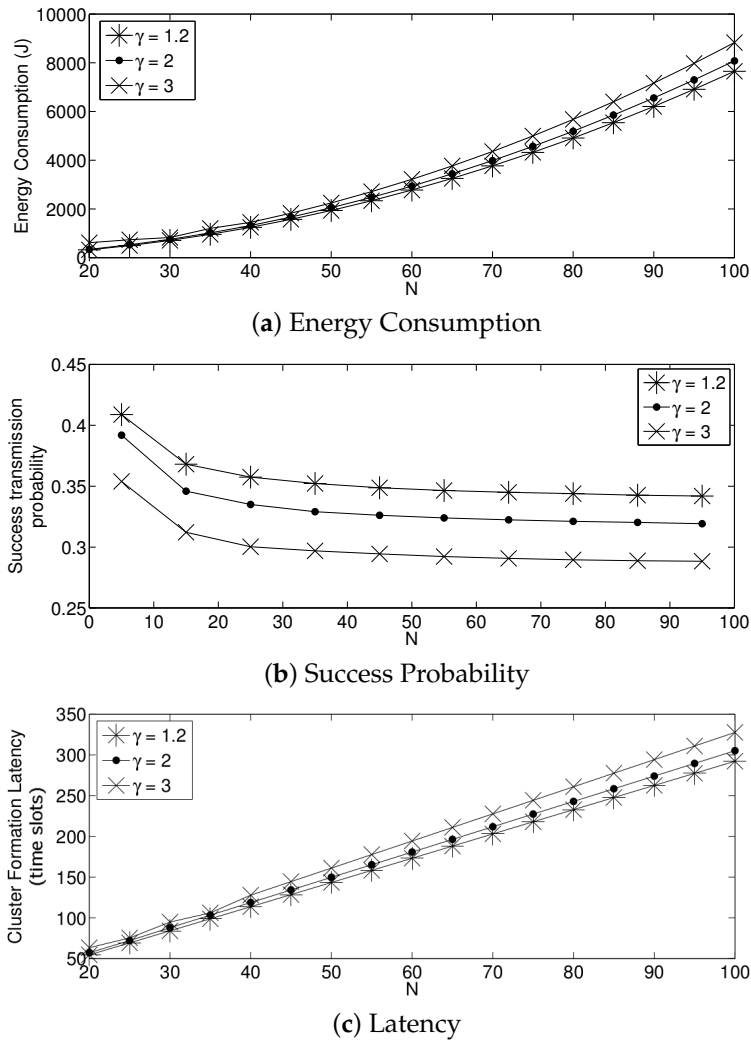 10000
8000
6000
4000
2000
0
Energy Consumption (J)
γ = 1.2
γ = 2
γ = 3
20 30 40 50 60 70 80 90 100
N
(a) Energy Consumption
0.45
0.4
0.35
0.3
0.25
Success transmission
probability
γ = 1.2
γ = 2
γ = 3
0 10 20 30 40 50 60 70 80 90 100
N
(b) Success Probability
350
300
250
200
150
100
50
Cluster Formation Latency
(time slots)
γ = 1.2
γ = 2
γ = 3
20 30 40 50 60 70 80 90 100
N
(c) Latency